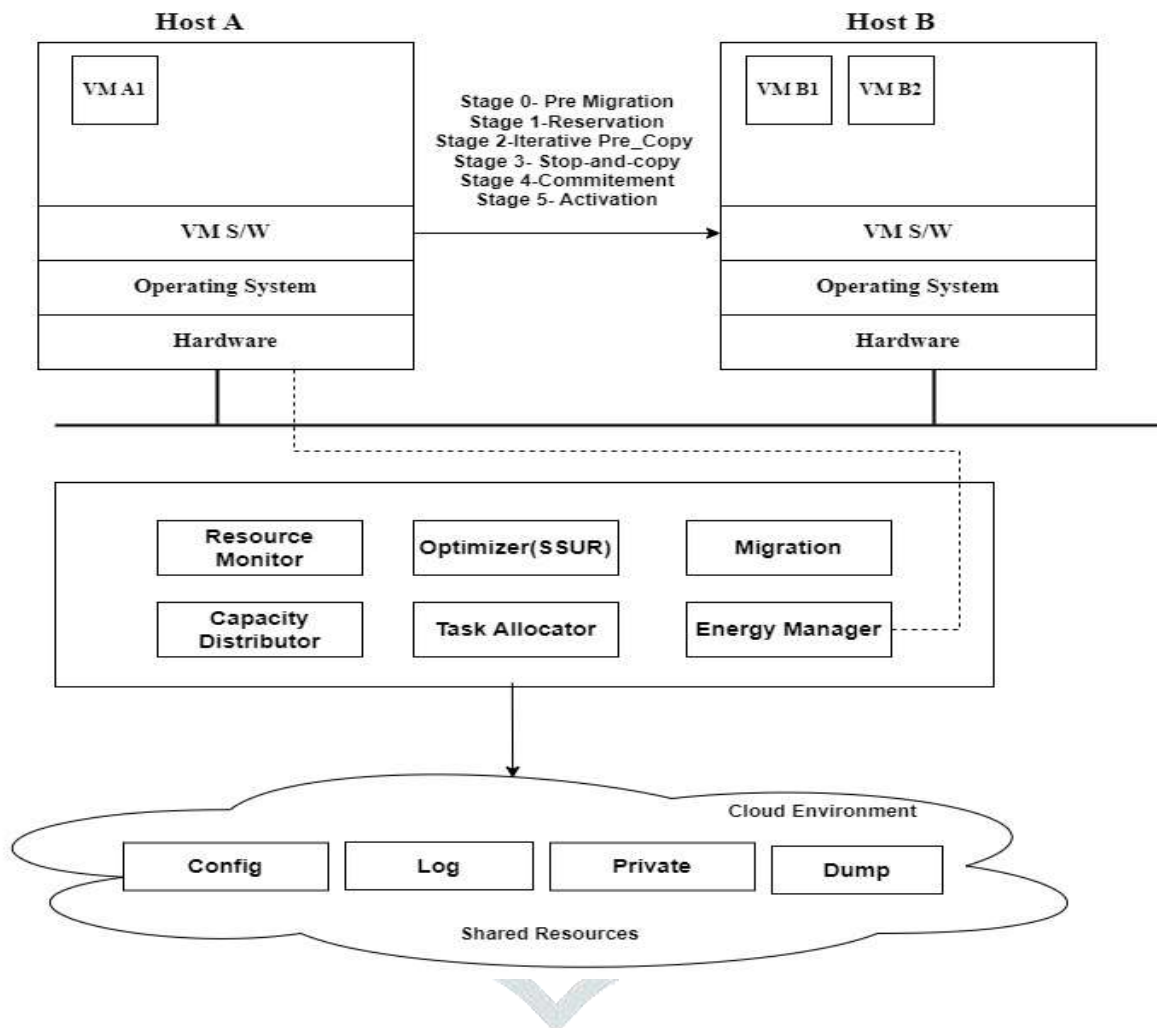 Host A
Host B
VM A1
VM B1
VM B2
Stage 0- Pre Migration
Stage 1-Reservation
Stage 2-Iterative Pre_Copy
Stage 3- Stop-and-copy
Stage 4-Commitement
Stage 5- Activation
VM S/W
Operating System
Hardware
VM S/W
Operating System
Hardware
Resource
Monitor
Optimizer(SSUR)
Migration
Capacity
Distributor
Task Allocator
Energy Manager
Cloud Environment
Config
Log
Private
Dump
Shared Resources